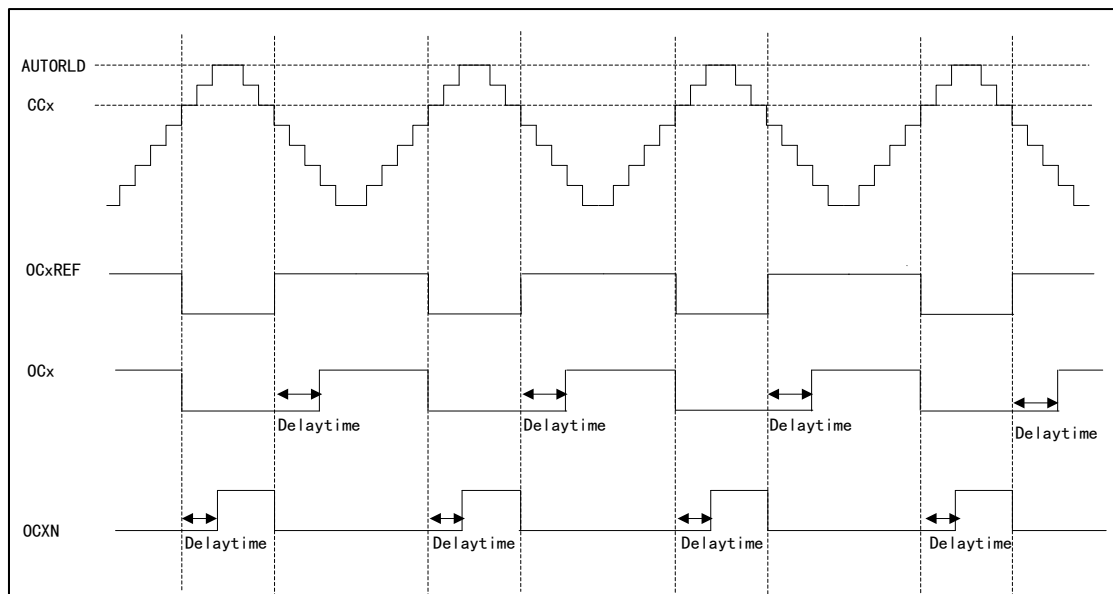 AUTORLD
CCx
OCxREF
OCx
Delaytime
Delaytime
Delaytime
Delaytime
OCXN
Delaytime
Delaytime
Delaytime
Delaytime